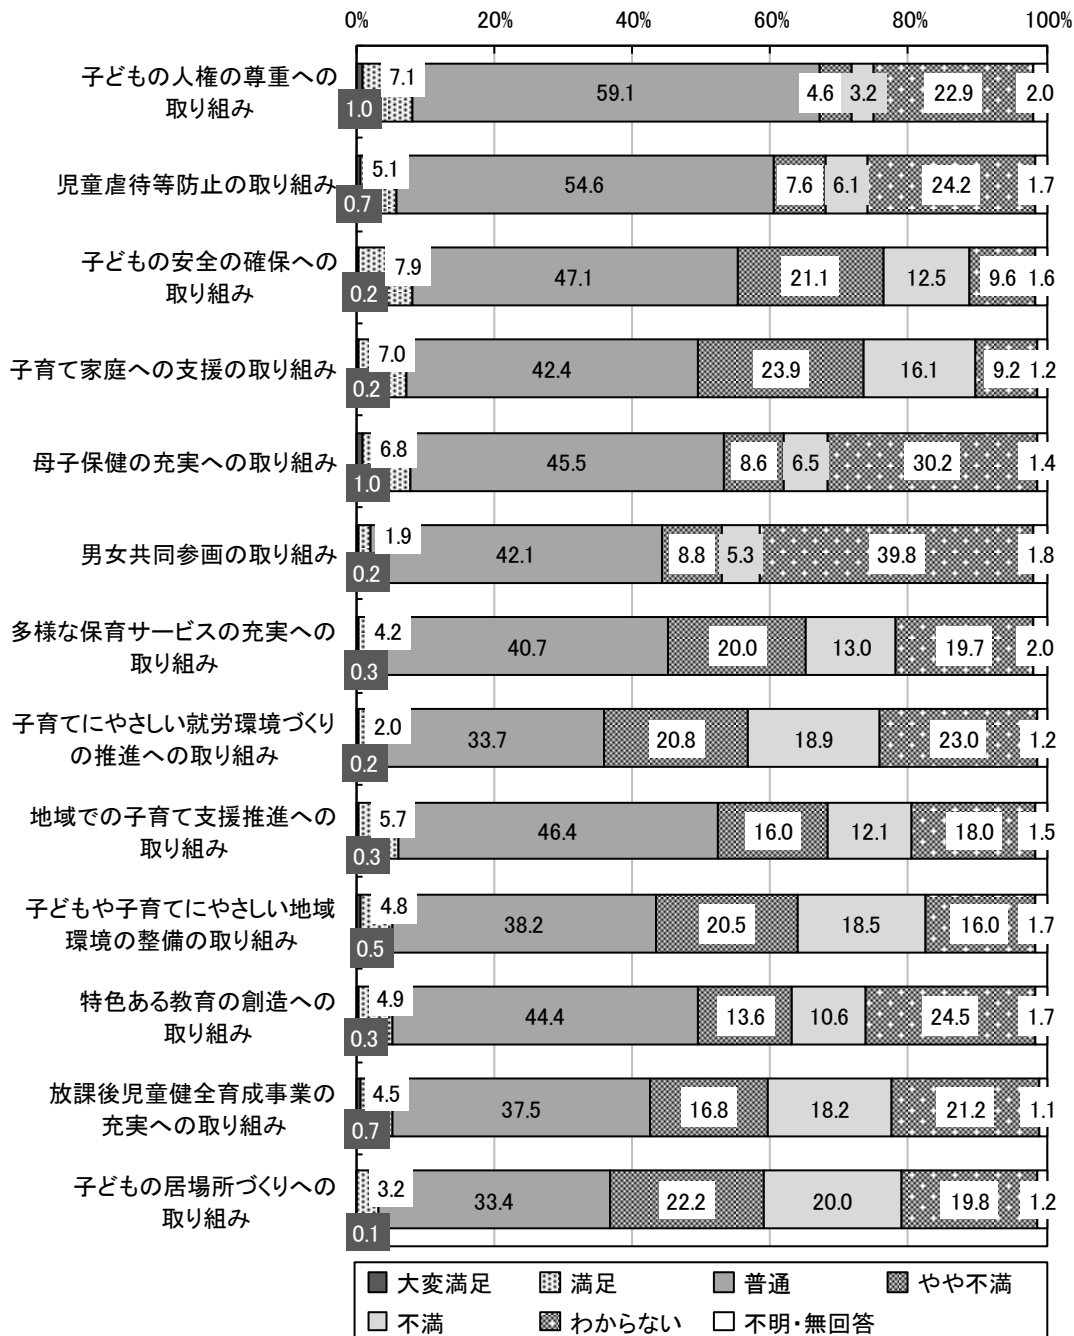 0% 20% 40% 60% 80% 100%
子どもの人権の尊重への
取り組み
1.0 7.1 59.1 4.6 3.2 22.9 2.0
児童虐待等防止の取り組み
0.7 5.1 54.6 7.6 6.1 24.2 1.7
子どもの安全の確保への
取り組み
0.2 7.9 47.1 21.1 12.5 9.6 1.6
子育て家庭への支援の取り組み
0.2 7.0 42.4 23.9 16.1 9.2 1.2
母子保健の充実への取り組み
1.0 6.8 45.5 8.6 6.5 30.2 1.4
男女共同参画の取り組み
0.2 1.9 42.1 8.8 5.3 39.8 1.8
多様な保育サービスの充実への
取り組み
0.3 4.2 40.7 20.0 13.0 19.7 2.0
子育てにやさしい就労環境づくり
の推進への取り組み
0.2 2.0 33.7 20.8 18.9 23.0 1.2
地域での子育て支援推進への
取り組み
0.3 5.7 46.4 16.0 12.1 18.0 1.5
子どもや子育てにやさしい地域
環境の整備の取り組み
0.5 4.8 38.2 20.5 18.5 16.0 1.7
特色ある教育の創造への
取り組み
0.3 4.9 44.4 13.6 10.6 24.5 1.7
放課後児童健全育成事業の
充実への取り組み
0.7 4.5 37.5 16.8 18.2 21.2 1.1
子どもの居場所づくりへの
取り組み
0.1 3.2 33.4 22.2 20.0 19.8 1.2
大変満足 満足 普通 やや不満
不満 わからない 不明・無回答